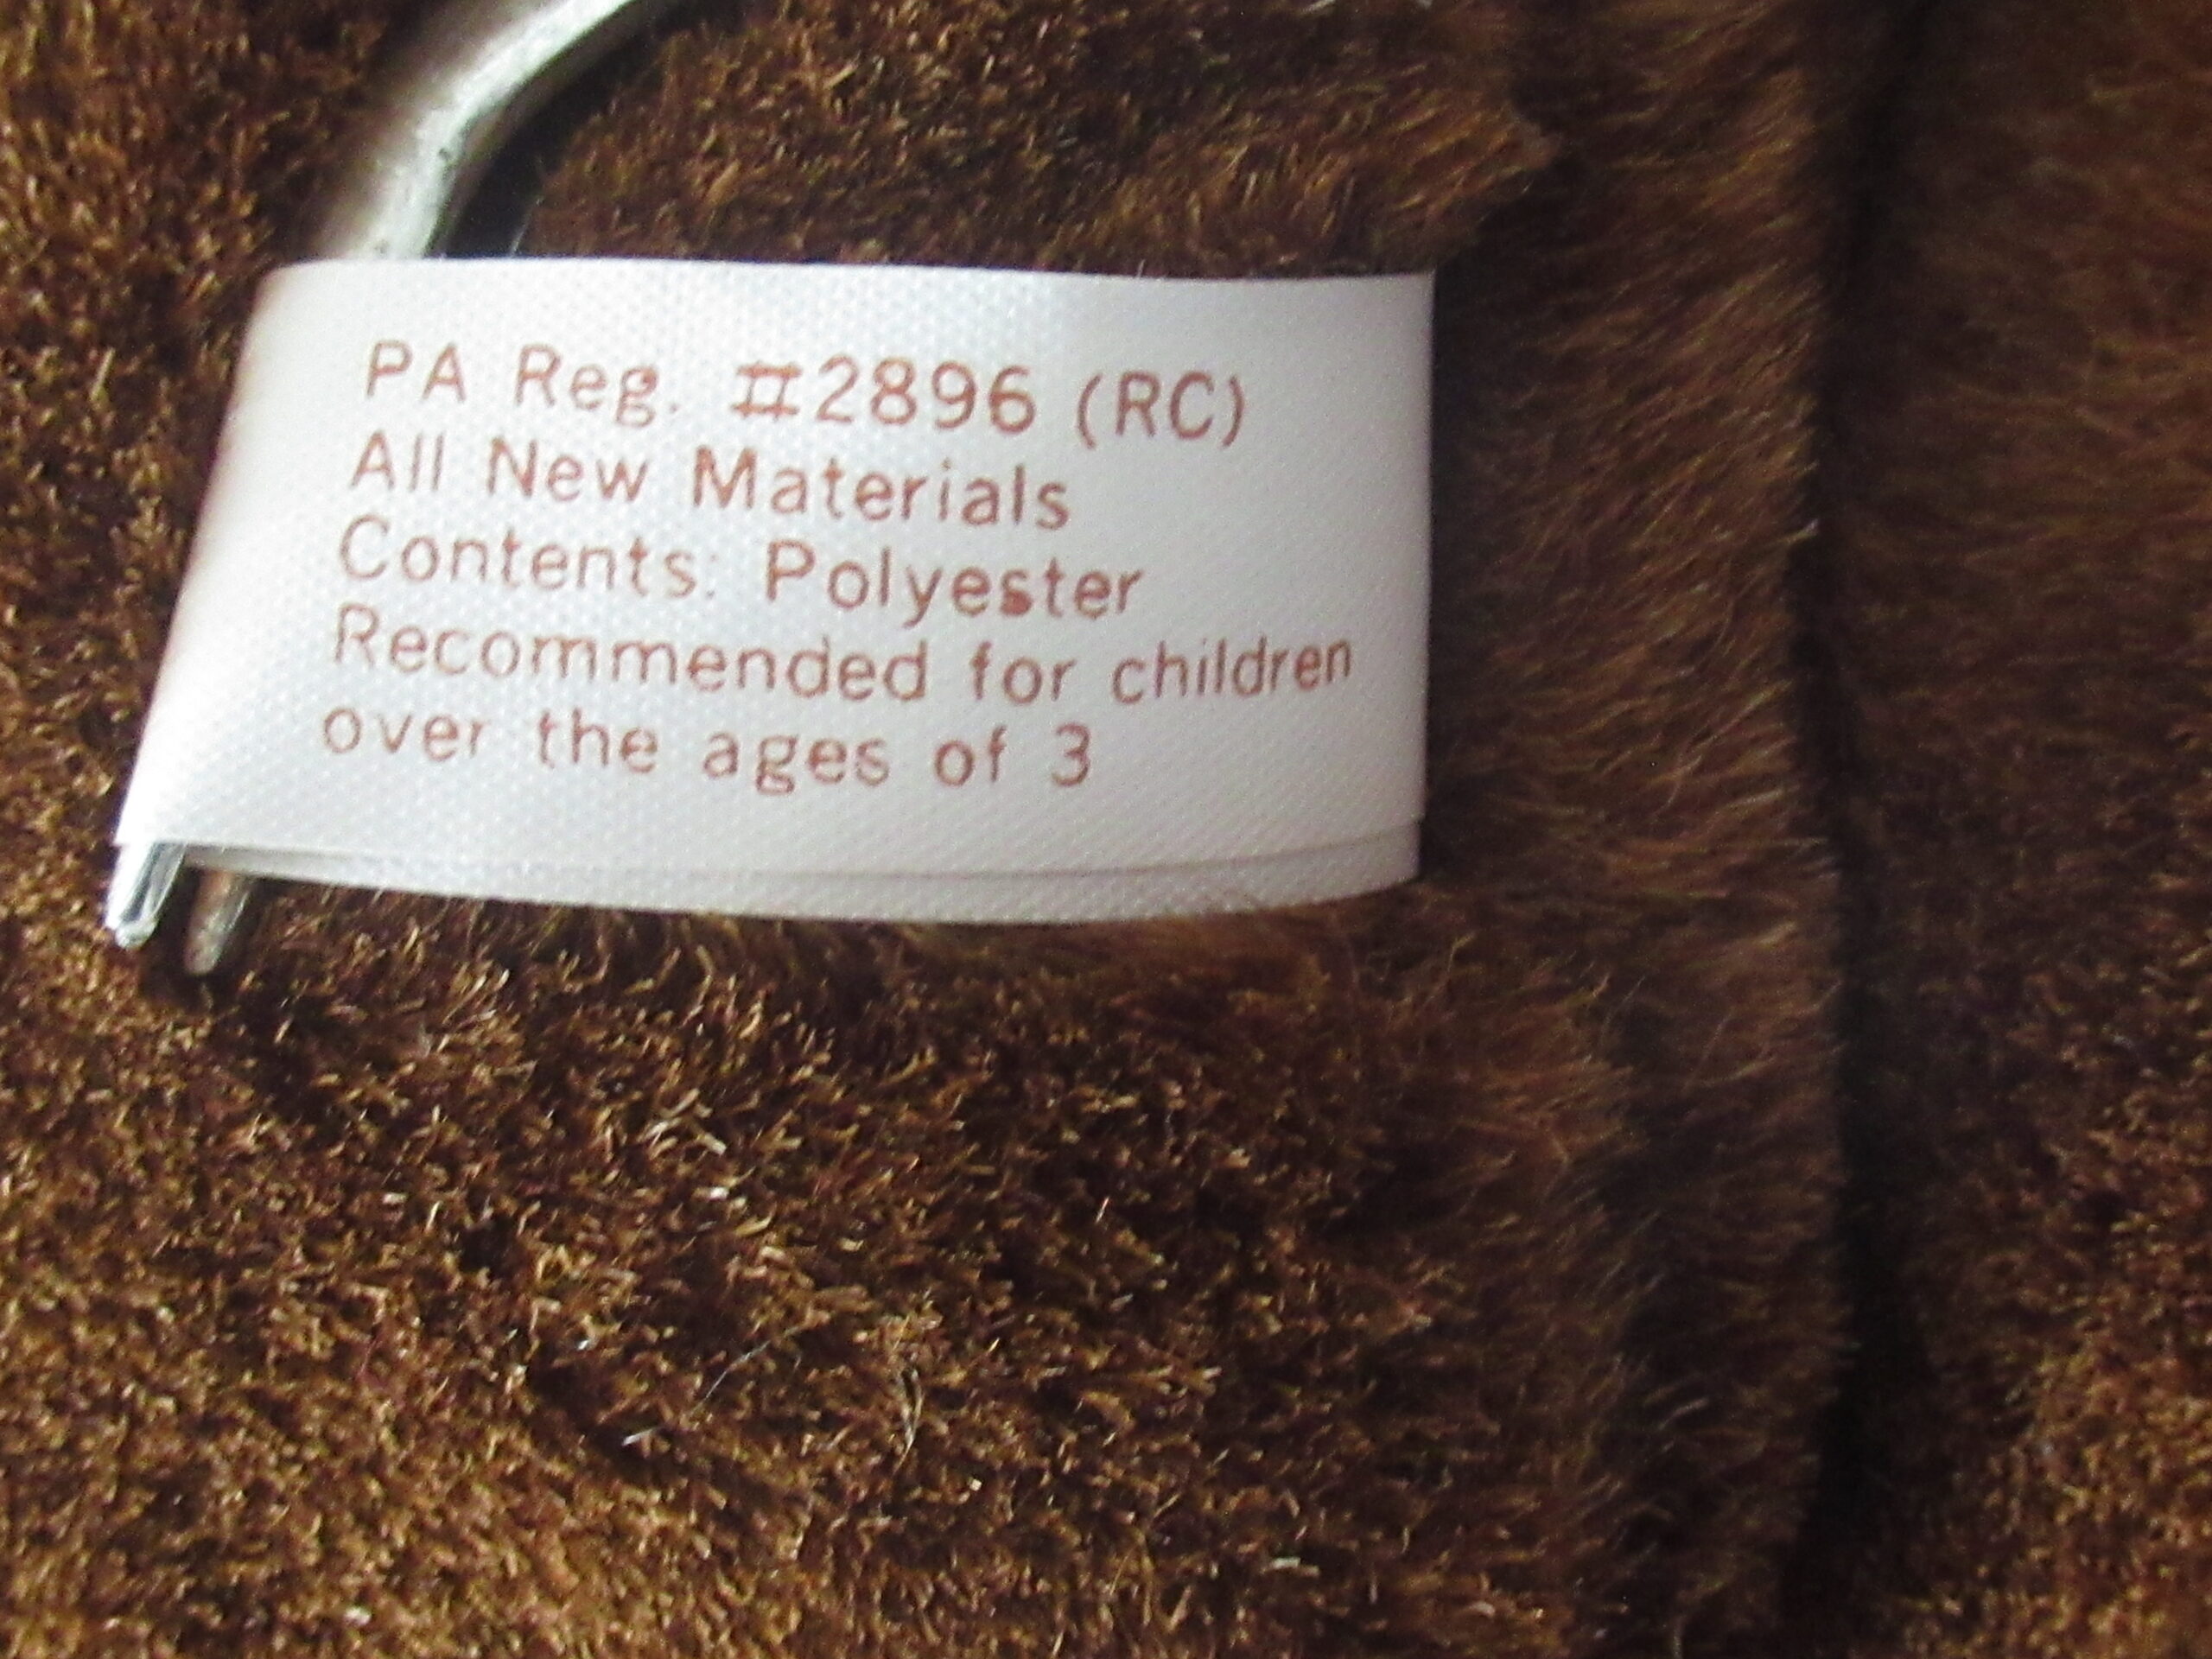 PA Reg. #2896 (RC)
All New Materials
Contents: Polyester
Recommended for children
over the ages of 3